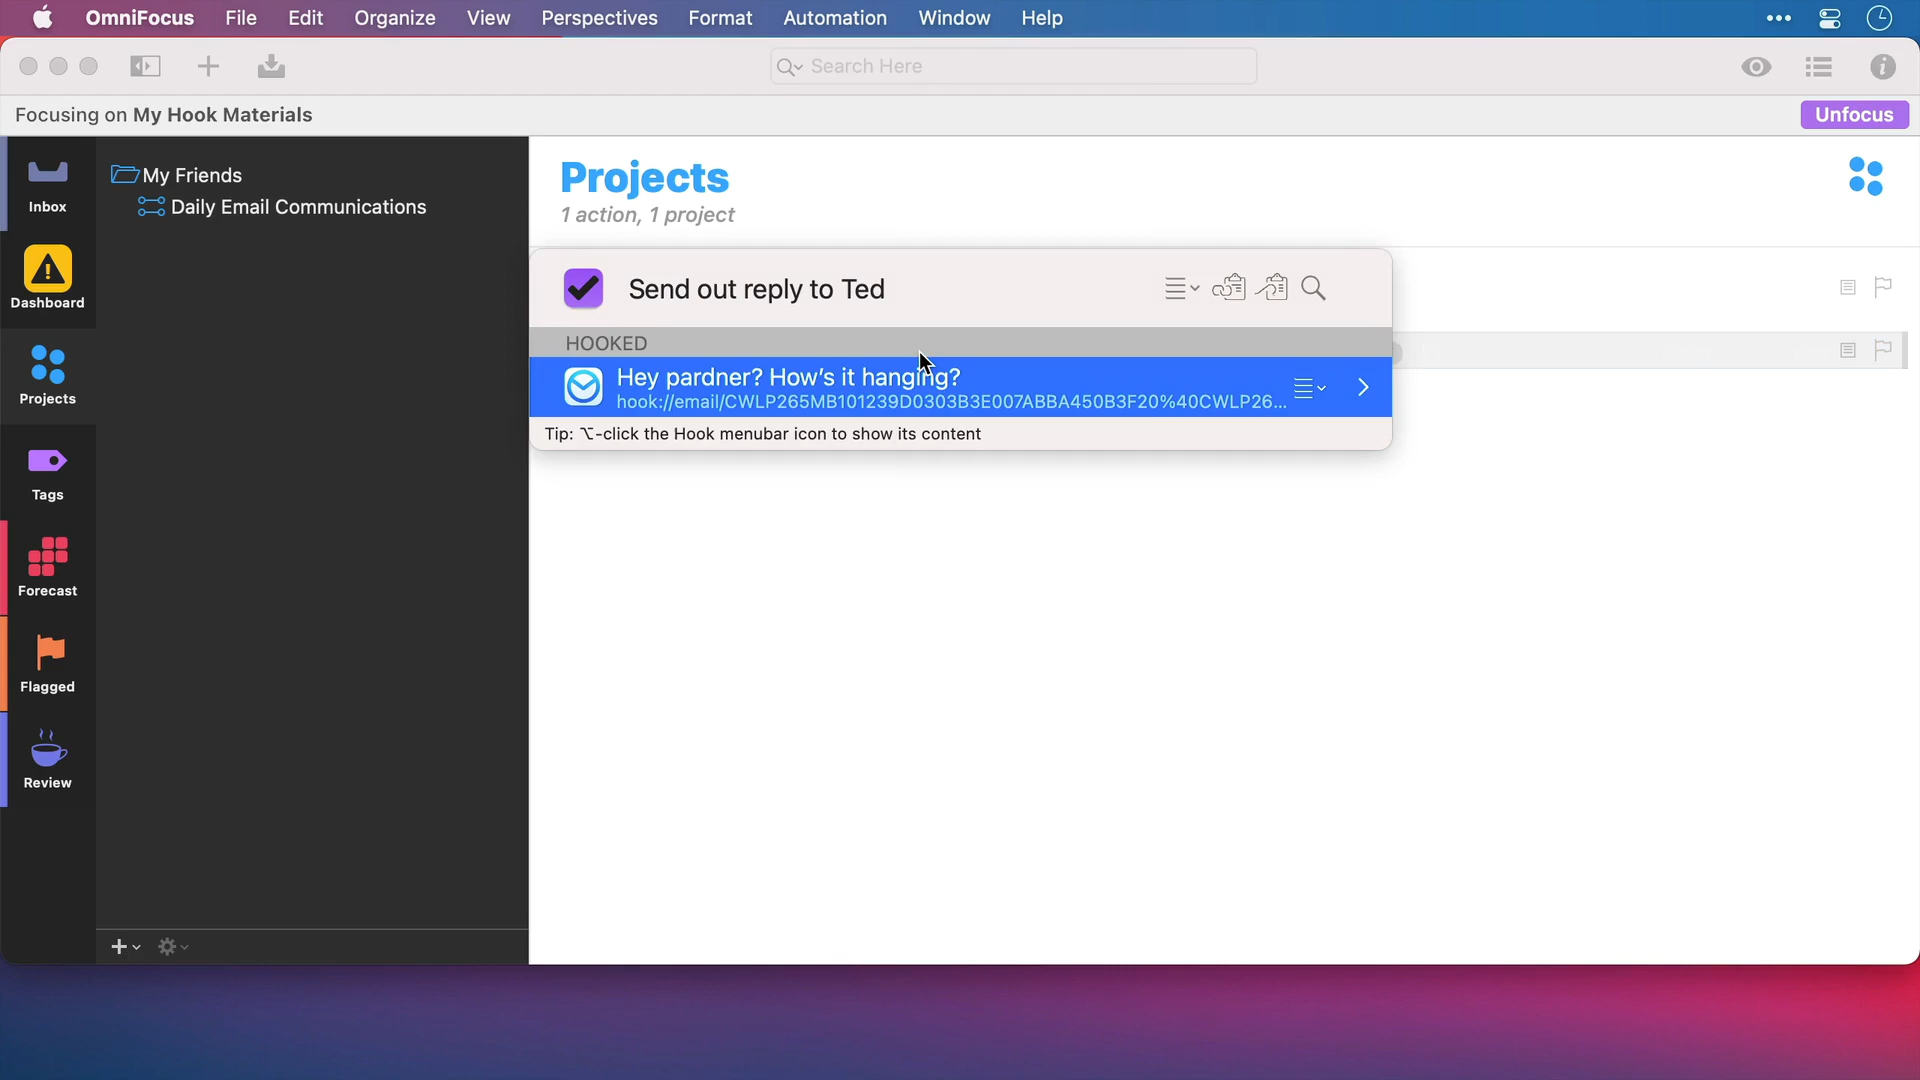 OmniFocus File Edit Organize View Perspectives Format Automation Window Help
Search Here
Focusing on My Hook Materials
Unfocus
Inbox
Dashboard
Projects
Tags
Forecast
Flagged
Review
My Friends
Daily Email Communications
Projects
1 action, 1 project
Send out reply to Ted
HOOKED
Hey pardner? How’s it hanging?
hook://email/CWLP265MB101239D0303B3E007ABBA450B3F20%40CWLP26...
Tip: ⌥-click the Hook menubar icon to show its content